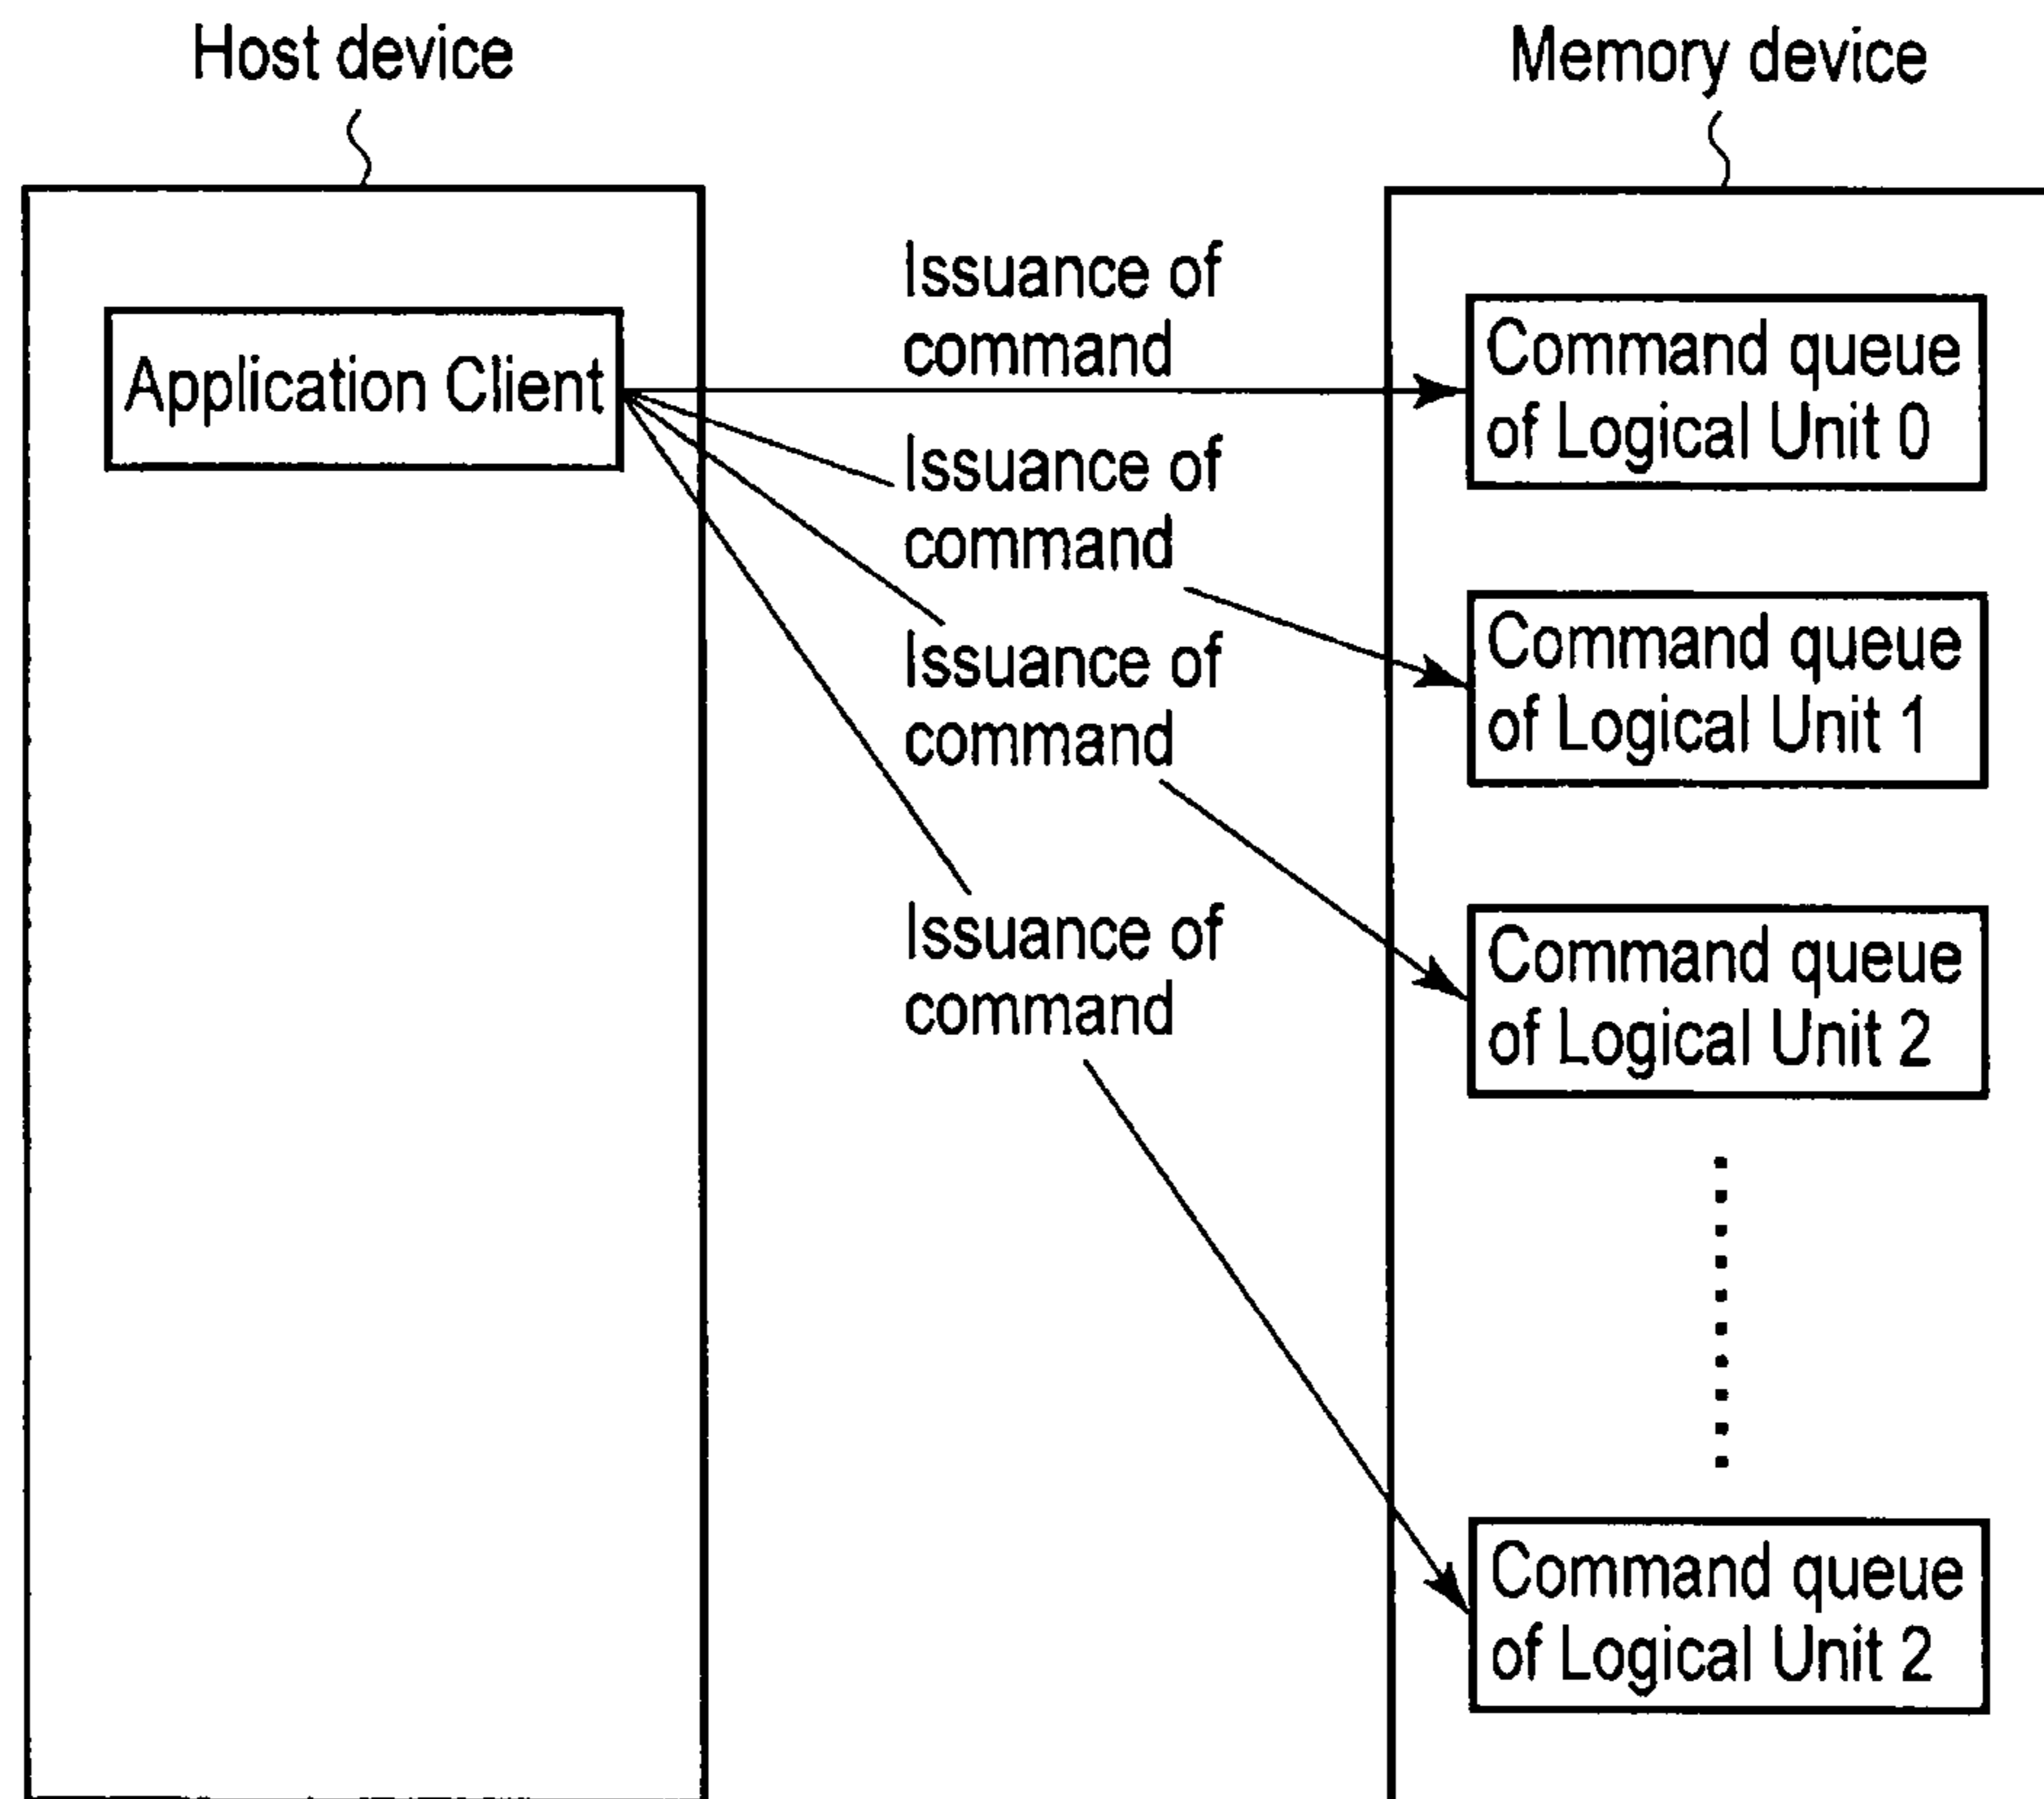 Host device
Memory device
Application Client
Issuance of
command
Command queue
of Logical Unit 0
Issuance of
command
Command queue
of Logical Unit 1
Issuance of
command
Command queue
of Logical Unit 2
Issuance of
command
Command queue
of Logical Unit 2